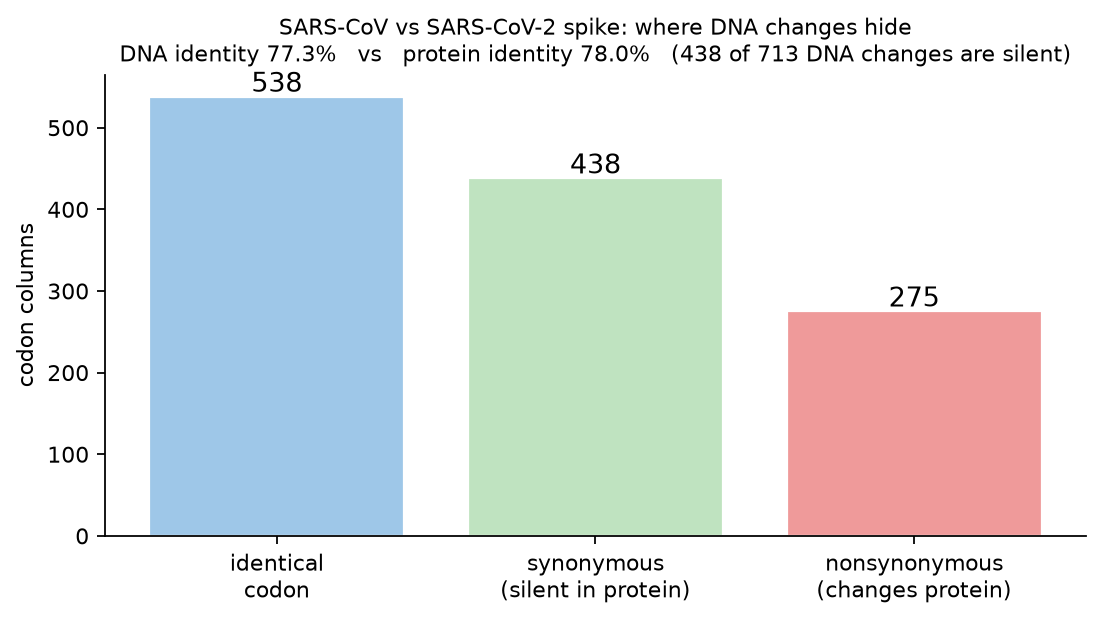 SARS-CoV vs SARS-CoV-2 spike: where DNA changes hide
DNA identity 77.3%   vs   protein identity 78.0%   (438 of 713 DNA changes are silent)
538
438
275
codon columns
500
400
300
200
100
0
identical
codon
synonymous
(silent in protein)
nonsynonymous
(changes protein)